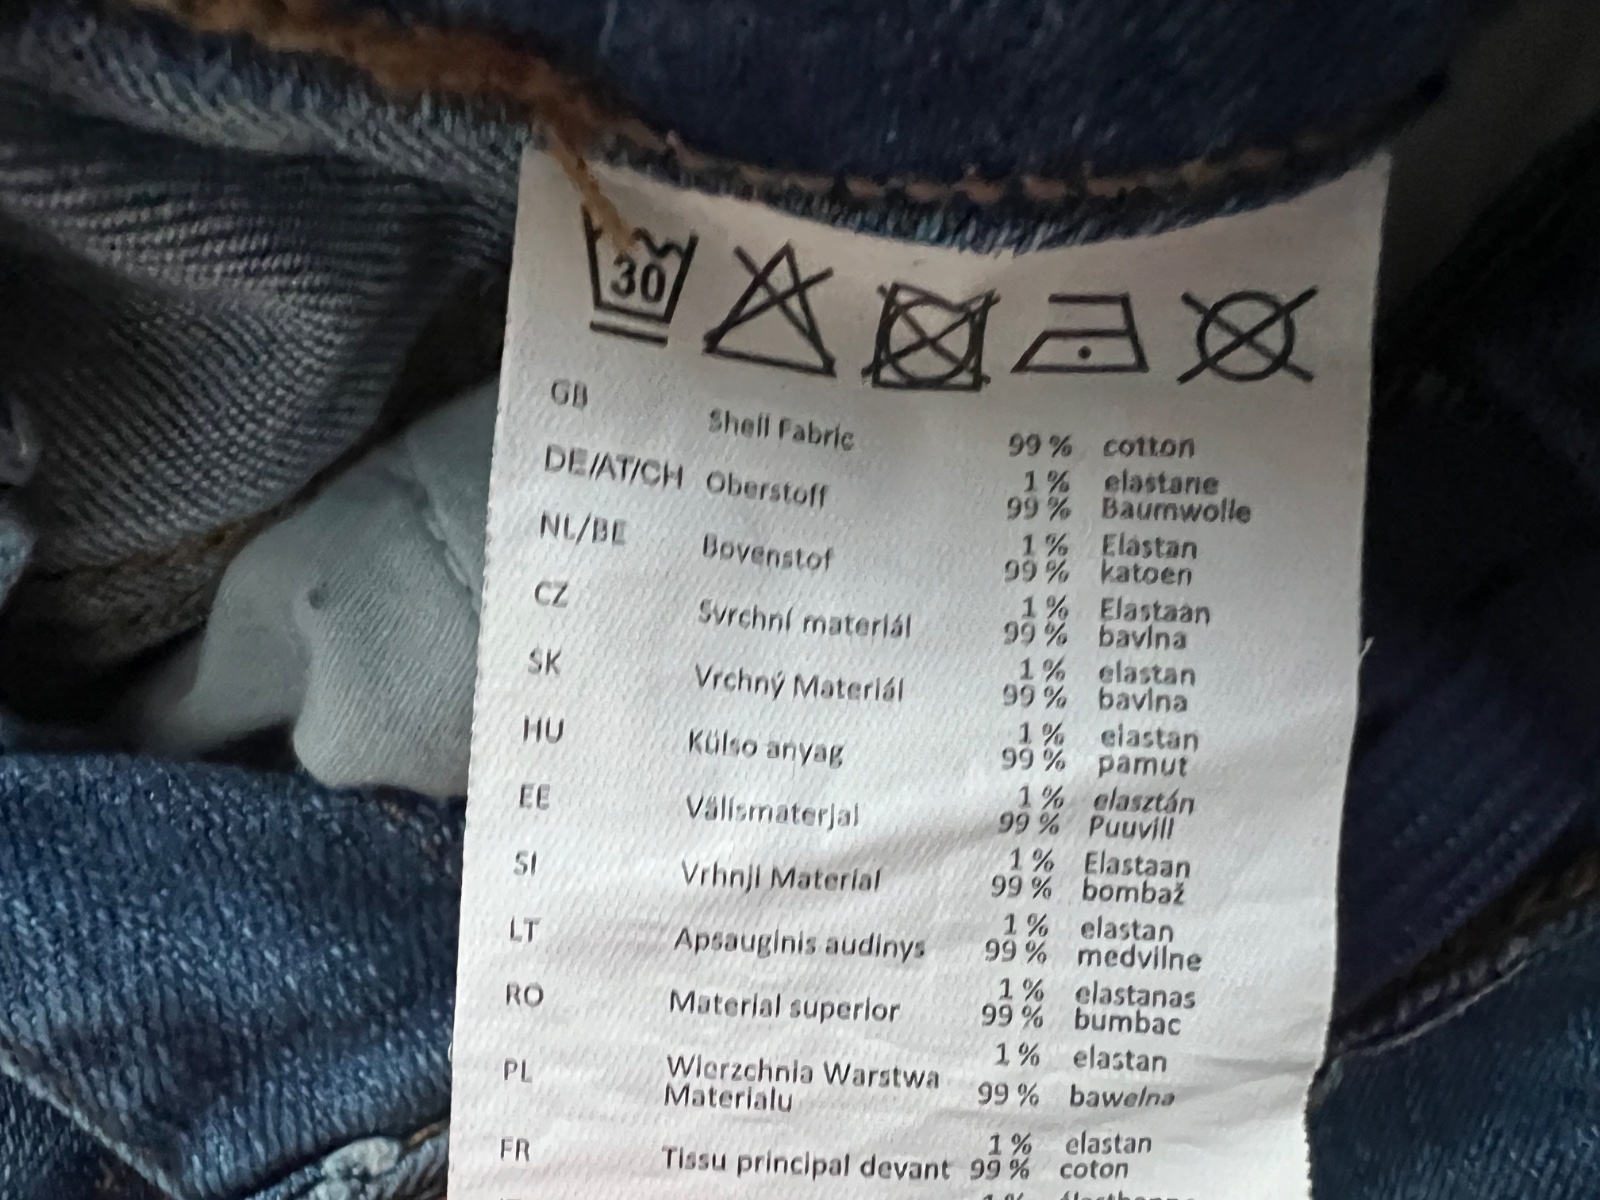 30
GB Shell Fabric 99 % cotton
1 % elastane
DE/AT/CH Oberstoff 99 % Baumwolle
1 % Elastan
NL/BE Bovenstof 99 % katoen
1 % Elastaan
CZ Svrchní materiál 99 % bavlna
1 % elastan
SK Vrchný Materiál 99 % bavlna
1 % elastan
HU Külso anyag 99 % pamut
1 % elasztán
EE Välismaterjal 99 % Puuvill
1 % Elastaan
SI Vrhnji Material 99 % bombaž
1 % elastan
LT Apsauginis audinys 99 % medvilne
1 % elastanas
RO Material superior 99 % bumbac
1 % elastan
PL Wierzchnia Warstwa
Materialu 99 % bawelna
1 % elastan
FR Tissu principal devant 99 % coton